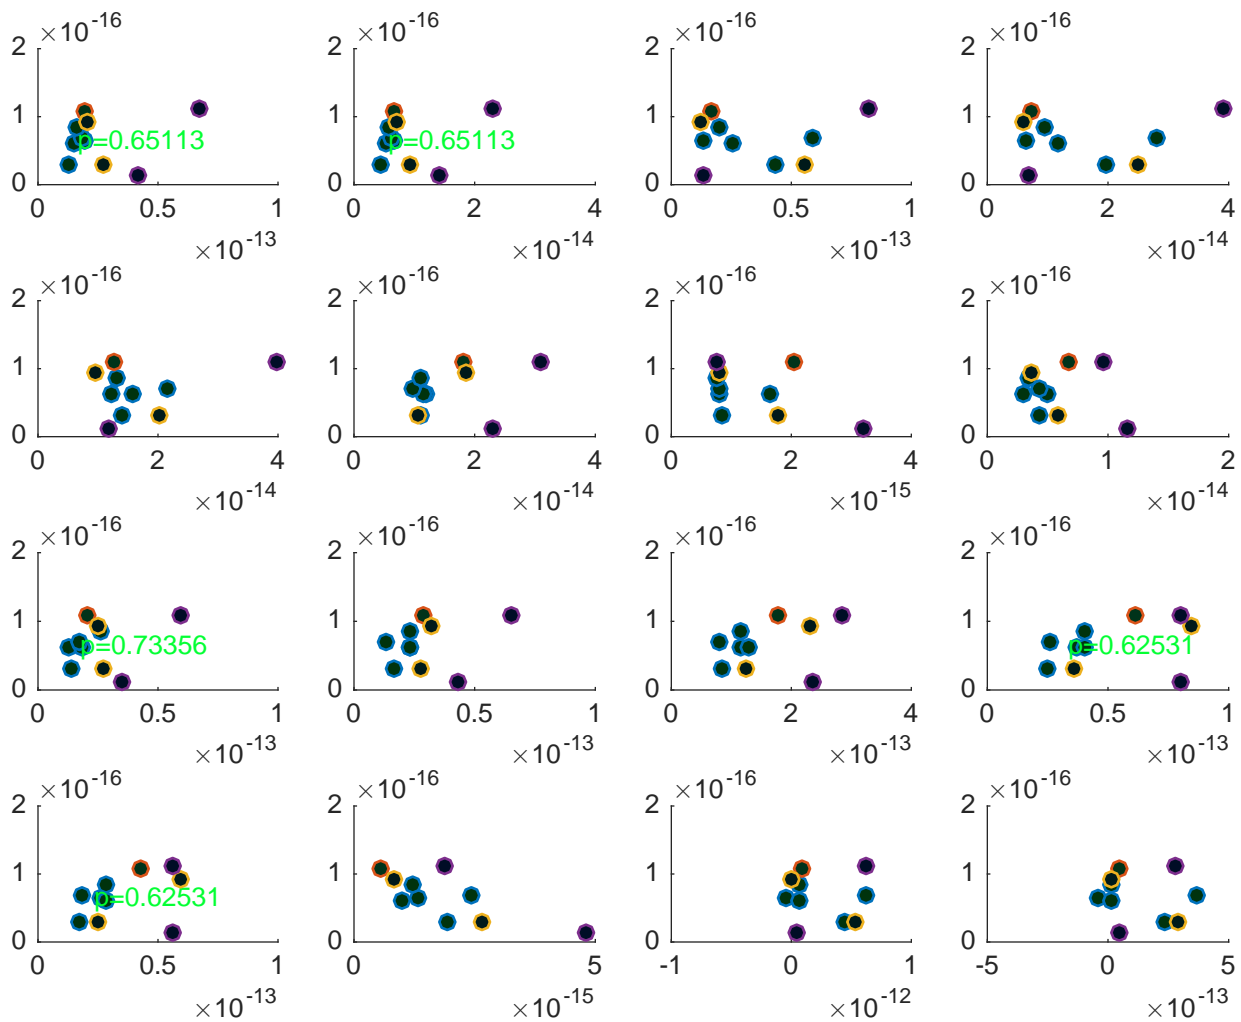 ×10-16 ×10-16 ×10-16 ×10-16
2 2 2 2
1 1 1 1
p=0.65113 p=0.65113
0 0 0 0
0 0.5 1 0 2 4 0 0.5 1 0 2 4
×10-13 ×10-14 ×10-13 ×10-14
×10-16 ×10-16 ×10-16 ×10-16
2 2 2 2
1 1 1 1
0 0 0 0
0 2 4 0 2 4 0 2 4 0 1 2
×10-14 ×10-14 ×10-15 ×10-14
×10-16 ×10-16 ×10-16 ×10-16
2 2 2 2
1 1 1 1
p=0.73356 p=0.62531
0 0 0 0
0 0.5 1 0 0.5 1 0 2 4 0 0.5 1
×10-13 ×10-13 ×10-13 ×10-13
×10-16 ×10-16 ×10-16 ×10-16
2 2 2 2
1 1 1 1
p=0.62531
0 0 0 0
0 0.5 1 0 5 -1 0 1 -5 0 5
×10-13 ×10-15 ×10-12 ×10-13